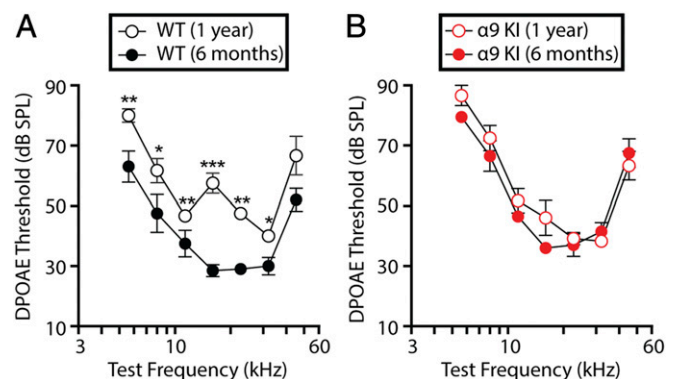 A
WT (1 year)
WT (6 months)
90
70
50
30
10
DPOAE Threshold (dB SPL)
**
*
**
***
**
*
3
10
60
Test Frequency (kHz)
B
α9 KI (1 year)
α9 KI (6 months)
90
70
50
30
10
DPOAE Threshold (dB SPL)
3
10
60
Test Frequency (kHz)